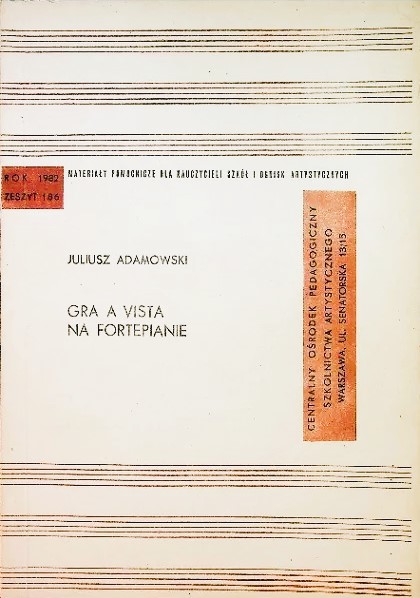 ROK 1982
ZESZYT 186
MATERIAŁY POMOCNICZE DLA NAUCZYCIELI SZKÓŁ I OGNISK ARTYSTYCZNYCH
JULIUSZ ADAMOWSKI
GRA A VISTA
NA FORTEPIANIE
CENTRALNY OŚRODEK PEDAGOGICZNY
SZKOLNICTWA ARTYSTYCZNEGO
WARSZAWA, UL. SENATORSKA 13/15